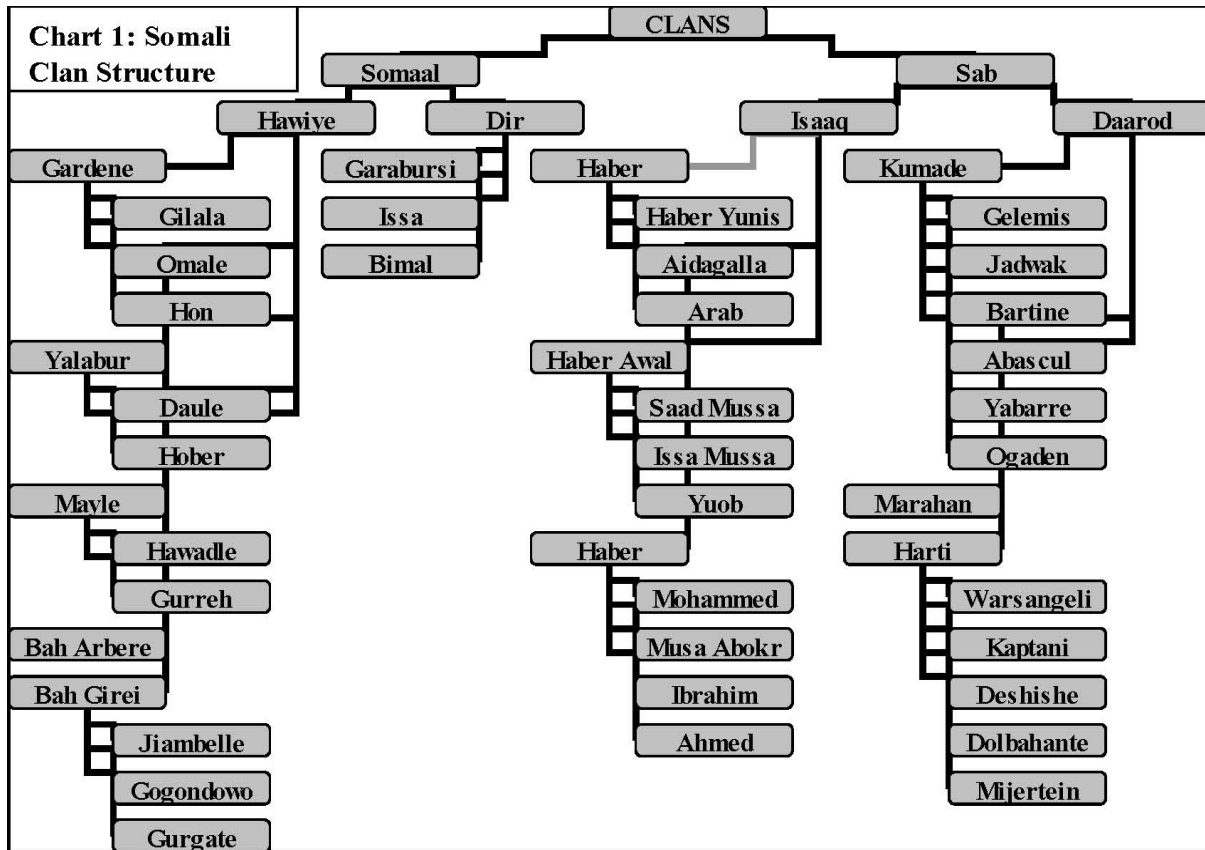 Chart 1: Somali
Clan Structure
CLANS
Somaal
Sab
Hawiye
Dir
Isaaq
Daarod
Gardene
Gilala
Omale
Hon
Yalabur
Daule
Hober
Mayle
Hawadle
Gurreh
Bah Arbere
Bah Girei
Jiambelle
Gogondowo
Gurgate
Garabursi
Issa
Bimal
Haber
Haber Yunis
Aidagalla
Arab
Haber Awal
Saad Mussa
Issa Mussa
Yuob
Haber
Mohammed
Musa Abokr
Ibrahim
Ahmed
Kumade
Gelemis
Jadwak
Bartine
Abascul
Yabarre
Ogaden
Marahan
Harti
Warsangeli
Kaptani
Deshishe
Dolbahante
Mijertein